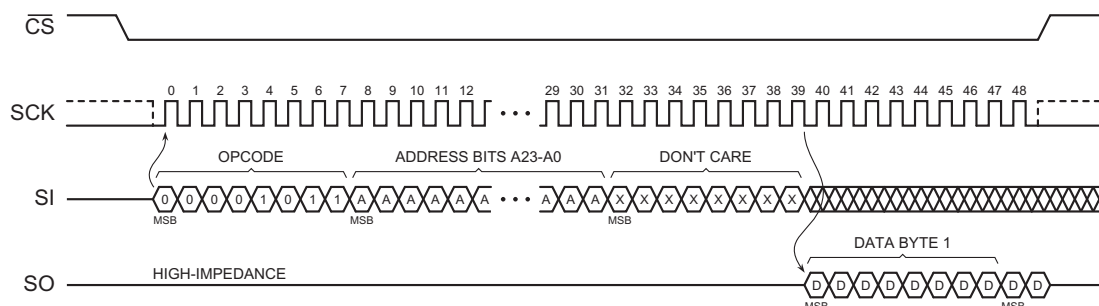 CS
0 1 2 3 4 5 6 7 8 9 10 11 12 29 30 31 32 33 34 35 36 37 38 39 40 41 42 43 44 45 46 47 48
SCK • • •
OPCODE ADDRESS BITS A23-A0 DON'T CARE
SI 0 0 0 0 1 0 1 1 A A A A A A • • • A A A X X X X X X X X
MSB MSB MSB
DATA BYTE 1
HIGH-IMPEDANCE
SO D D D D D D D D D D
MSB MSB